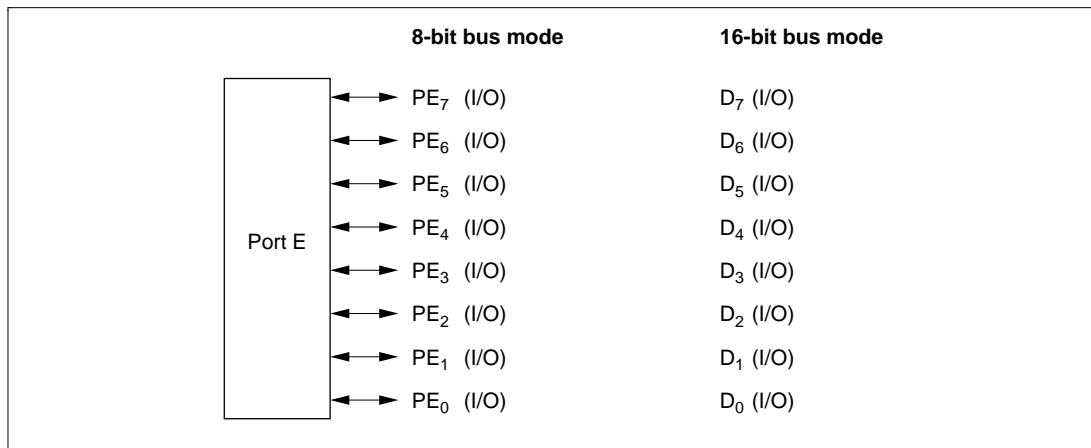 8-bit bus mode 16-bit bus mode
PE₇ (I/O) D₇ (I/O)
PE₆ (I/O) D₆ (I/O)
PE₅ (I/O) D₅ (I/O)
Port E PE₄ (I/O) D₄ (I/O)
PE₃ (I/O) D₃ (I/O)
PE₂ (I/O) D₂ (I/O)
PE₁ (I/O) D₁ (I/O)
PE₀ (I/O) D₀ (I/O)